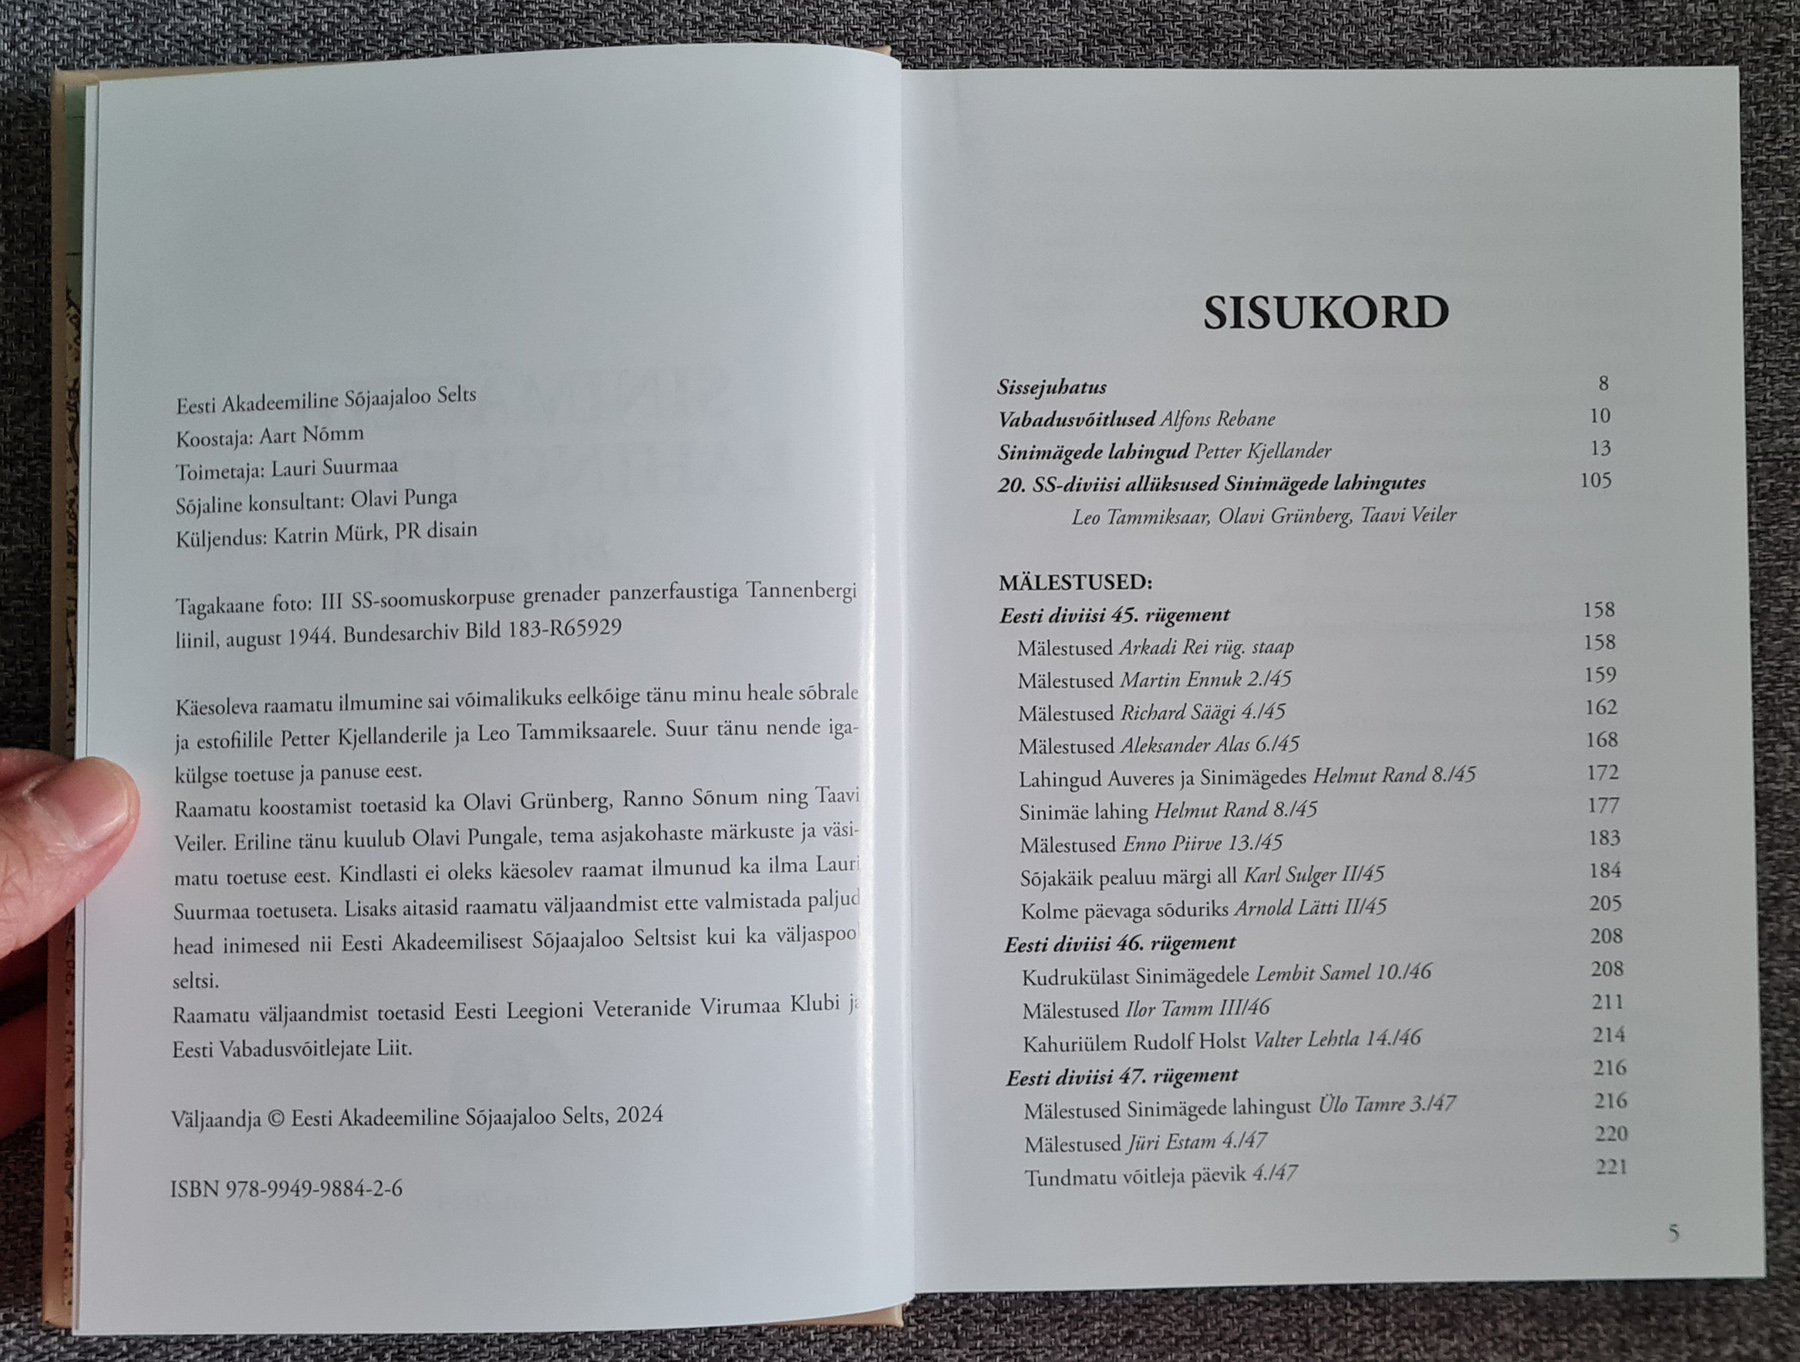 Eesti Akadeemiline Sõjaajaloo Selts
Koostaja: Aart Nõmm
Toimetaja: Lauri Suurmaa
Sõjaline konsultant: Olavi Punga
Küljendus: Katrin Mürk, PR disain
Tagakaane foto: III SS-soomuskorpuse grenader panzerfaustiga Tannenbergi
liinil, august 1944. Bundesarchiv Bild 183-R65929
Käesoleva raamatu ilmumine sai võimalikuks eelkõige tänu minu heale sõbrale
ja estofiilile Petter Kjellanderile ja Leo Tammiksaarele. Suur tänu nende iga-
külgse toetuse ja panuse eest.
Raamatu koostamist toetasid ka Olavi Grünberg, Ranno Sõnum ning Taavi
Veiler. Eriline tänu kuulub Olavi Pungale, tema asjakohaste märkuste ja väsi-
matu toetuse eest. Kindlasti ei oleks käesolev raamat ilmunud ka ilma Lauri
Suurmaa toetuseta. Lisaks aitasid raamatu väljaandmist ette valmistada paljud
head inimesed nii Eesti Akadeemilisest Sõjaajaloo Seltsist kui ka väljaspool
seltsi.
Raamatu väljaandmist toetasid Eesti Leegioni Veteranide Virumaa Klubi ja
Eesti Vabadusvõitlejate Liit.
Väljaandja © Eesti Akadeemiline Sõjaajaloo Selts, 2024
ISBN 978-9949-9884-2-6
SISUKORD
Sissejuhatus 8
Vabadusvõitlused Alfons Rebane 10
Sinimägede lahingud Petter Kjellander 13
20. SS-diviisi allüksused Sinimägede lahingutes 105
Leo Tammiksaar, Olavi Grünberg, Taavi Veiler
MÄLESTUSED:
Eesti diviisi 45. rügement 158
Mälestused Arkadi Rei rüg. staap 158
Mälestused Martin Ennuk 2./45 159
Mälestused Richard Säägi 4./45 162
Mälestused Aleksander Alas 6./45 168
Lahingud Auveres ja Sinimägedes Helmut Rand 8./45 172
Sinimäe lahing Helmut Rand 8./45 177
Mälestused Enno Piirve 13./45 183
Sõjakäik pealuu märgi all Karl Sulger II/45 184
Kolme päevaga sõduriks Arnold Lätti II/45 205
Eesti diviisi 46. rügement 208
Kudrukülast Sinimägedele Lembit Samel 10./46 208
Mälestused Ilor Tamm III/46 211
Kahuriülem Rudolf Holst Valter Lehtla 14./46 214
Eesti diviisi 47. rügement 216
Mälestused Sinimägede lahingust Ülo Tamre 3./47 216
Mälestused Jüri Estam 4./47 220
Tundmatu võitleja päevik 4./47 221
5